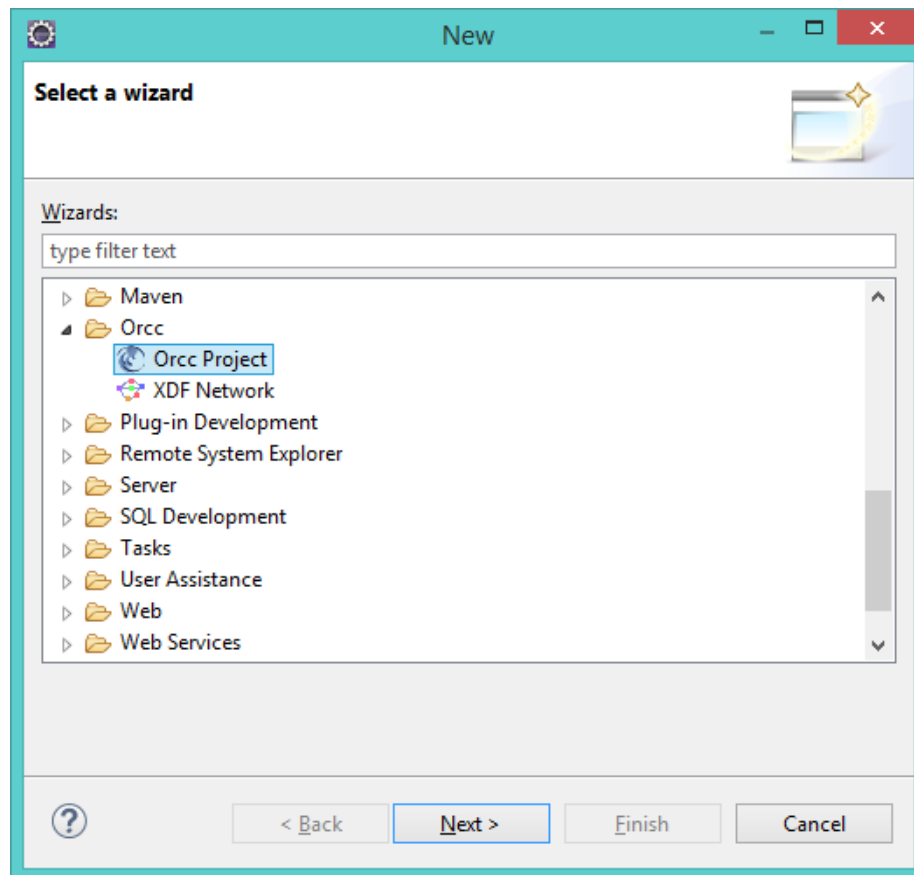 New
Select a wizard
Wizards:
type filter text
Maven
Orcc
Orcc Project
XDF Network
Plug-in Development
Remote System Explorer
Server
SQL Development
Tasks
User Assistance
Web
Web Services
? < Back Next > Finish Cancel